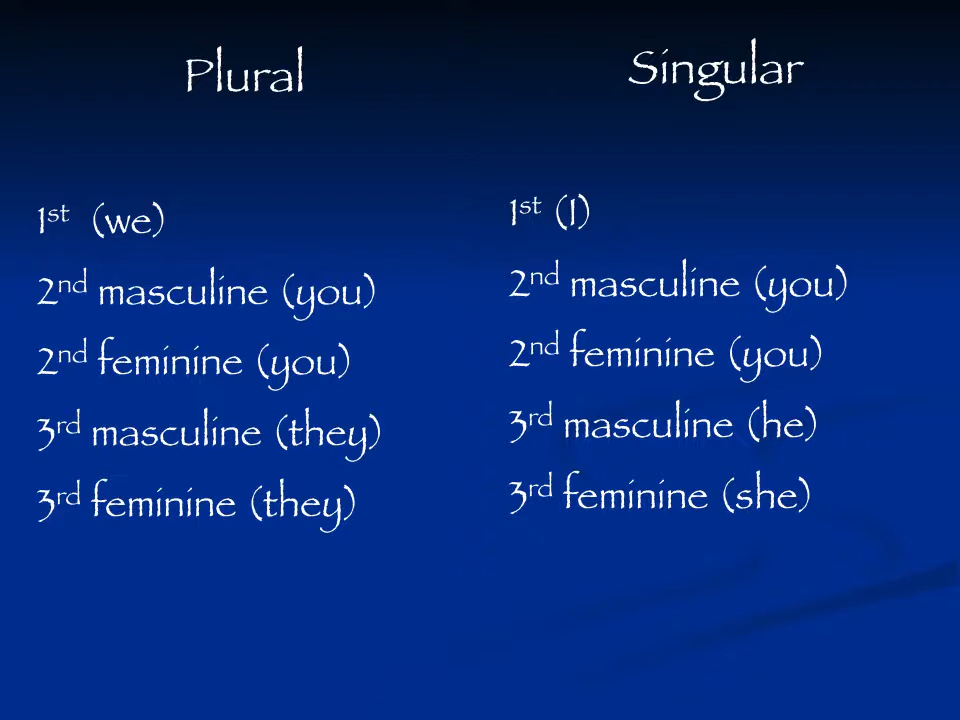 Plural
1st (we)
2nd masculine (you)
2nd feminine (you)
3rd masculine (they)
3rd feminine (they)
Singular
1st (I)
2nd masculine (you)
2nd feminine (you)
3rd masculine (he)
3rd feminine (she)